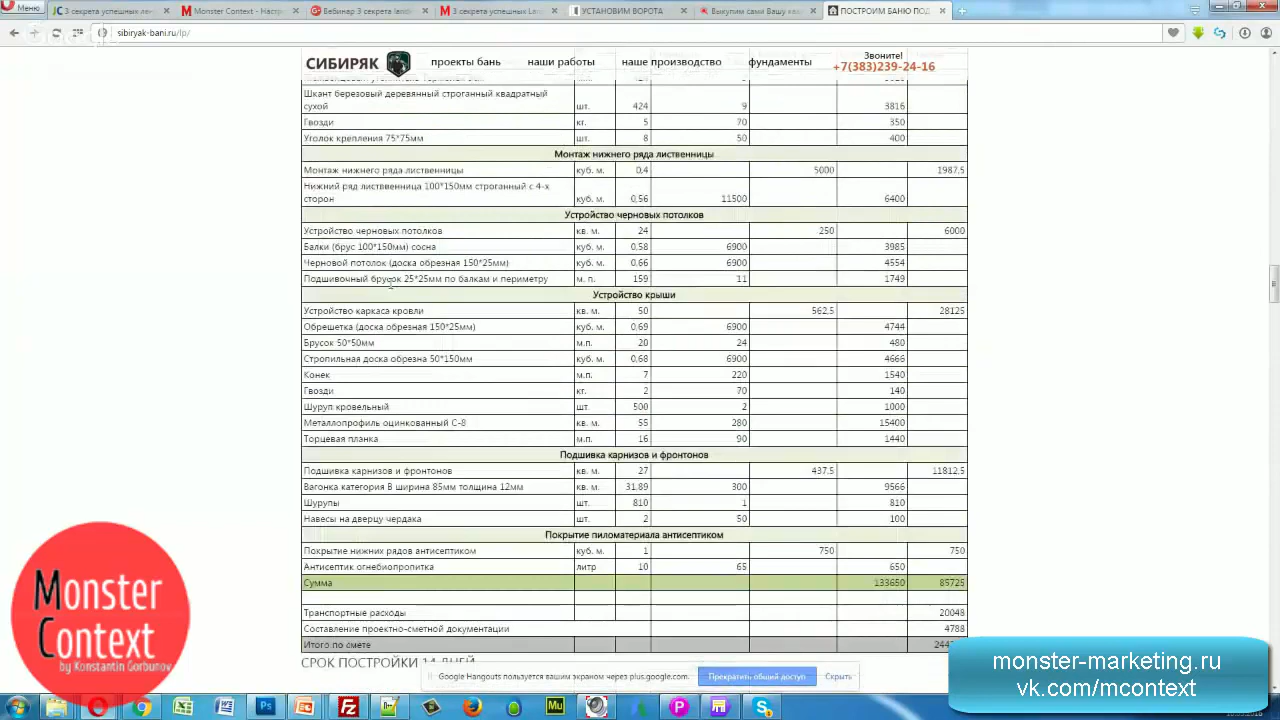 Меню
3 секрета успешных лен
Monster Context - Настр
Вебинар 3 секрета landi
3 секрета успешных Lan
УСТАНОВИМ ВОРОТА
Выкупим сами Вашу ка
ПОСТРОИМ БАНЮ ПОД
sibiryak-bani.ru/lp/
СИБИРЯК проекты бань наши работы наше производство фундаменты Звоните!
+7(383)239-24-16
Шкант березовый деревянный строганный квадратный сухой шт. 424 9 3816
Гвозди кг. 5 70 350
Уголок крепления 75*75мм шт. 8 50 400
Монтаж нижнего ряда лиственницы
Монтаж нижнего ряда лиственницы куб. м. 0,4 5000 1987,5
Нижний ряд листввенница 100*150мм строганный с 4-х сторон куб. м. 0,56 11500 6400
Устройство черновых потолков
Устройство черновых потолков кв. м. 24 250 6000
Балки (брус 100*150мм) сосна куб. м. 0,58 6900 3985
Черновой потолок (доска обрезная 150*25мм) куб. м. 0,66 6900 4554
Подшивочный брусок 25*25мм по балкам и периметру м. п. 159 11 1749
Устройство крыши
Устройство каркаса кровли кв. м. 50 562,5 28125
Обрешетка (доска обрезная 150*25мм) куб. м. 0,69 6900 4744
Брусок 50*50мм м.п. 20 24 480
Стропильная доска обрезна 50*150мм куб. м. 0,68 6900 4666
Конек м.п. 7 220 1540
Гвозди кг. 2 70 140
Шуруп кровельный шт. 500 2 1000
Металлопрофиль оцинкованный С-8 кв. м. 55 280 15400
Торцевая планка м.п. 16 90 1440
Подшивка карнизов и фронтонов
Подшивка карнизов и фронтонов кв. м. 27 437,5 11812,5
Вагонка категория В ширина 85мм толщина 12мм кв. м. 31,89 300 9566
Шурупы шт. 810 1 810
Навесы на дверцу чердака шт. 2 50 100
Покрытие пиломатериала антисептиком
Покрытие нижних рядов антисептиком куб. м. 1 750 750
Антисептик огнебиопропитка литр 10 65 650
Сумма 133650 85725
Транспортные расходы 20048
Составление проектно-сметной документации 4788
Итого по смете
СРОК ПОСТРОЙКИ 14 ДНЕЙ
Google Hangouts пользуется вашим экраном через plus.google.com. Прекратить общий доступ Скрыть
Monster
Context
by Konstantin Gorbunov
monster-marketing.ru
vk.com/mcontext